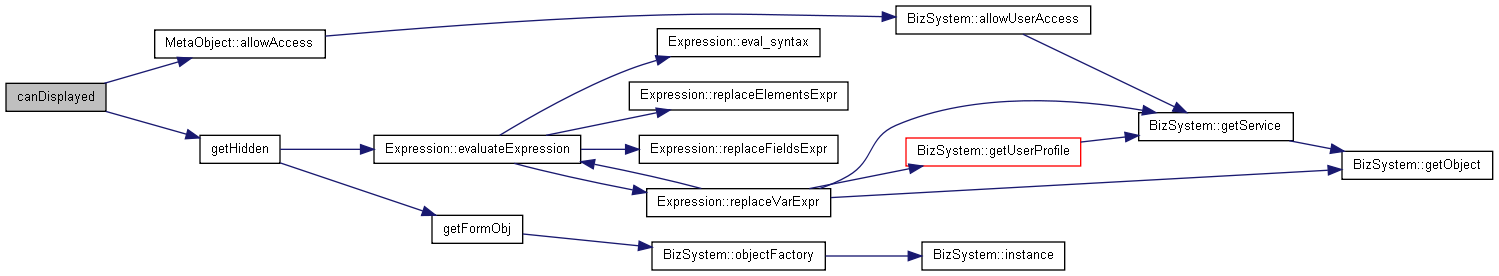 BizSystem::allowUserAccess
MetaObject::allowAccess
Expression::eval_syntax
canDisplayed
Expression::replaceElementsExpr
BizSystem::getService
getHidden
Expression::evaluateExpression
Expression::replaceFieldsExpr
BizSystem::getUserProfile
BizSystem::getObject
Expression::replaceVarExpr
getFormObj
BizSystem::objectFactory
BizSystem::instance